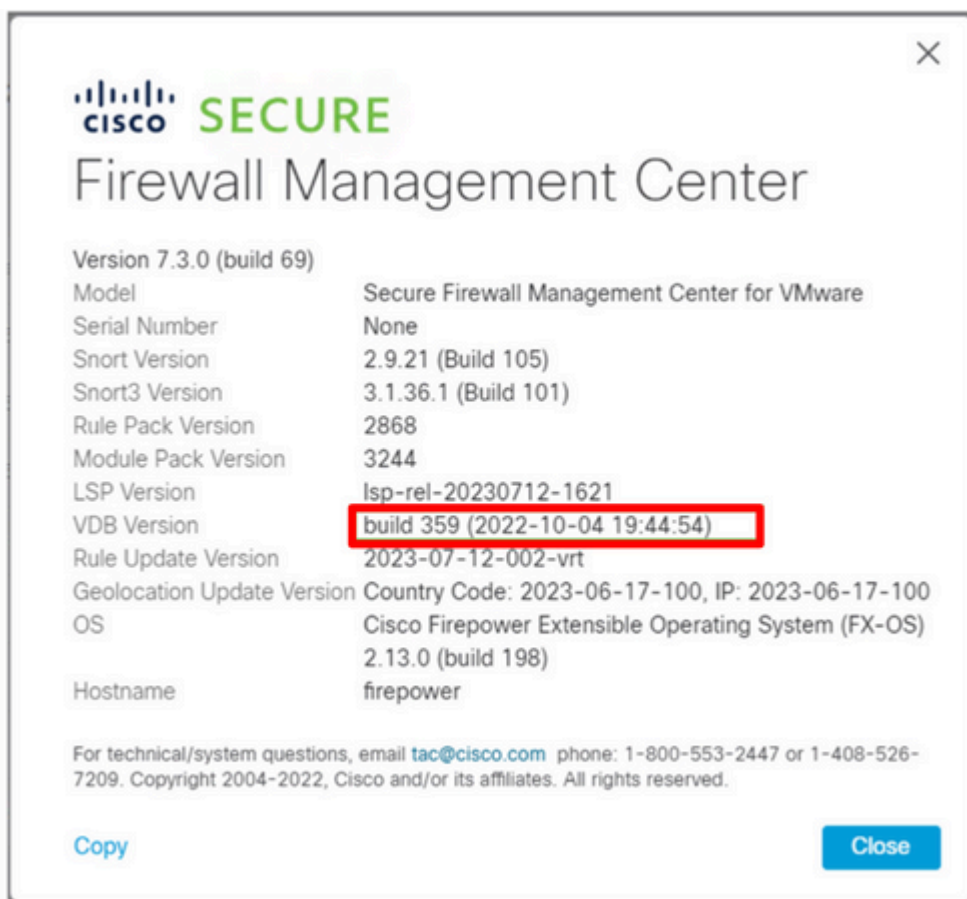 CISCO SECURE
Firewall Management Center
Version 7.3.0 (build 69)
Model Secure Firewall Management Center for VMware
Serial Number None
Snort Version 2.9.21 (Build 105)
Snort3 Version 3.1.36.1 (Build 101)
Rule Pack Version 2868
Module Pack Version 3244
LSP Version lsp-rel-20230712-1621
VDB Version build 359 (2022-10-04 19:44:54)
Rule Update Version 2023-07-12-002-vrt
Geolocation Update Version Country Code: 2023-06-17-100, IP: 2023-06-17-100
OS Cisco Firepower Extensible Operating System (FX-OS)
2.13.0 (build 198)
Hostname firepower
For technical/system questions, email tac@cisco.com phone: 1-800-553-2447 or 1-408-526-
7209. Copyright 2004-2022, Cisco and/or its affiliates. All rights reserved.
Copy Close